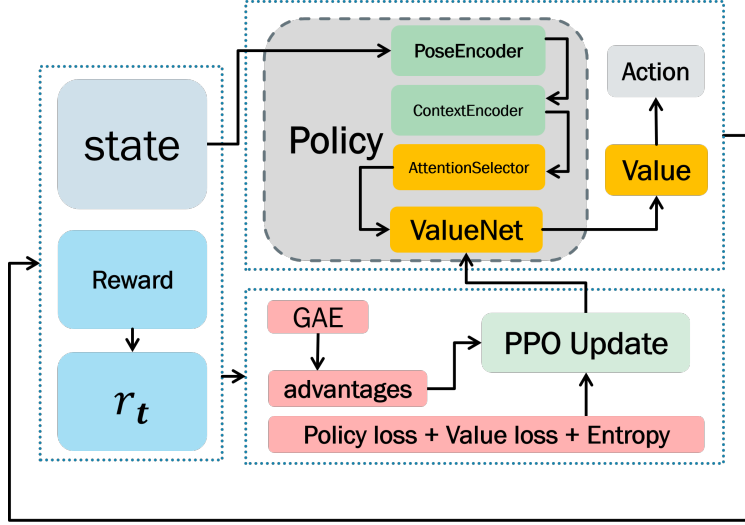 state
Reward
r_t
Policy
PoseEncoder
ContextEncoder
AttentionSelector
ValueNet
Action
Value
GAE
advantages
PPO Update
Policy loss + Value loss + Entropy